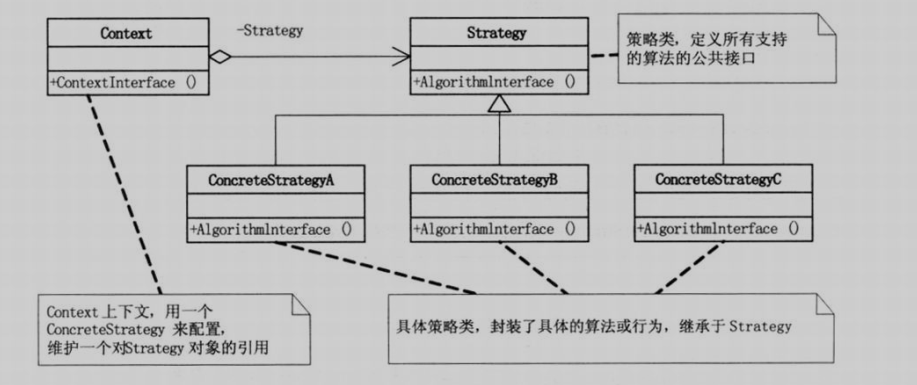 Context
-Strategy
Strategy
策略类，定义所有支持
的算法的公共接口
+ContextInterface ()
+AlgorithmInterface ()
ConcreteStrategyA
ConcreteStrategyB
ConcreteStrategyC
+AlgorithmInterface ()
+AlgorithmInterface ()
+AlgorithmInterface ()
Context 上下文，用一个
ConcreteStrategy 来配置，
维护一个对Strategy 对象的引用
具体策略类，封装了具体的算法或行为，继承于 Strategy